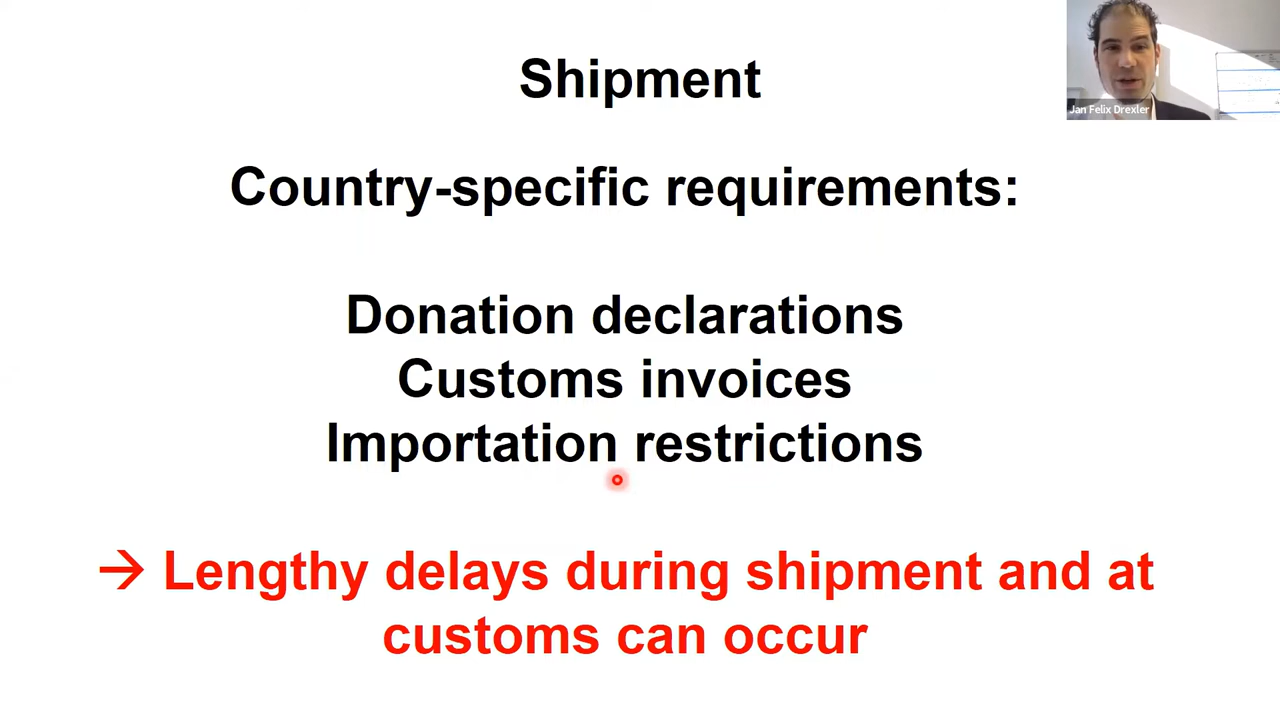 Shipment
Jan Felix Drexler
Country-specific requirements:
Donation declarations
Customs invoices
Importation restrictions
→ Lengthy delays during shipment and at
customs can occur